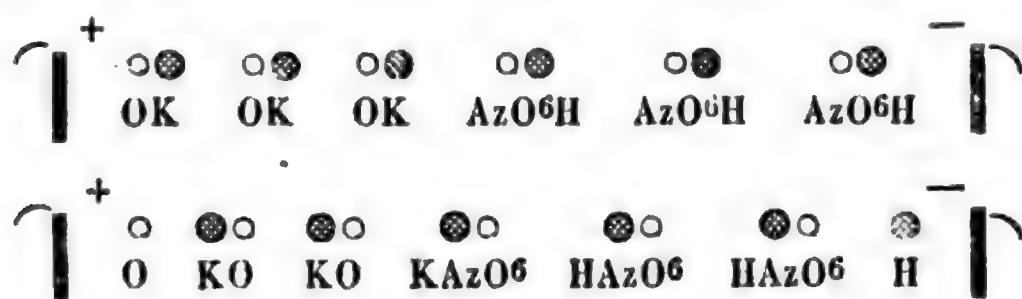 + −
OK OK OK AzO⁶H AzO⁶H AzO⁶H
+ −
O KO KO KAzO⁶ HAzO⁶ HAzO⁶ H